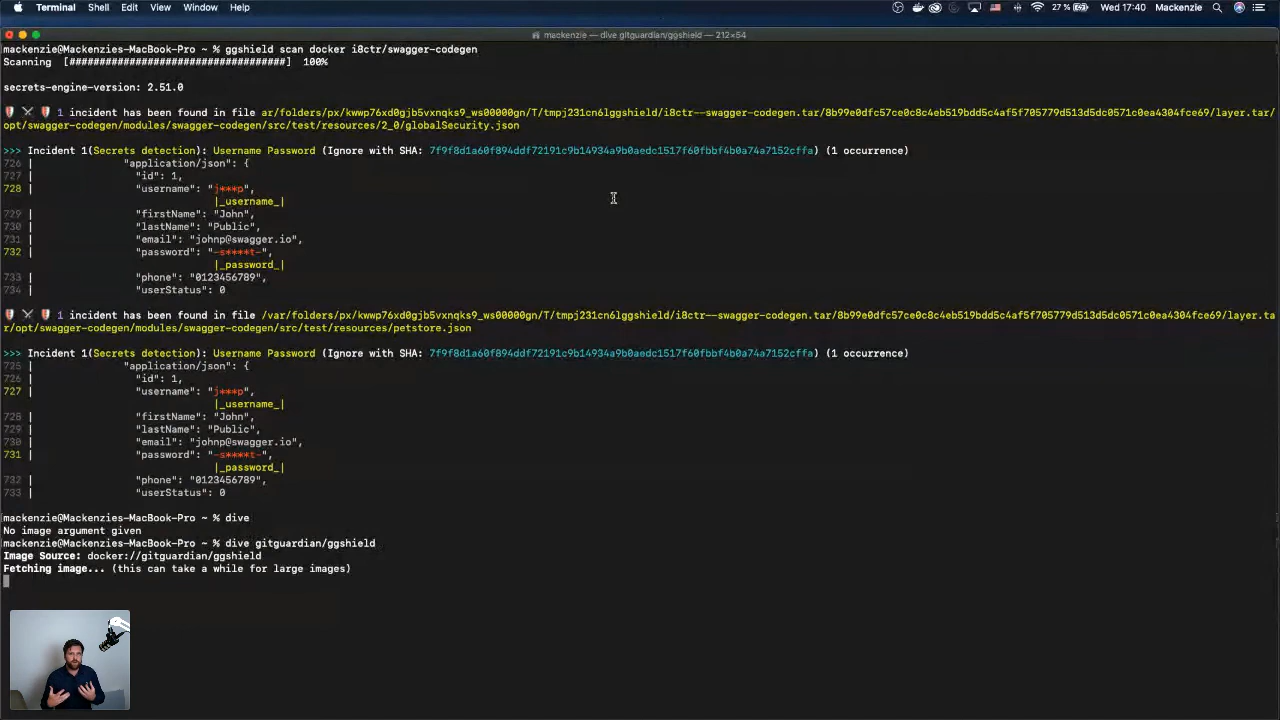 Terminal Shell Edit View Window Help 27 % Wed 17:40 Mackenzie
mackenzie — dive gitguardian/ggshield — 212×54
mackenzie@Mackenzies-MacBook-Pro ~ % ggshield scan docker i8ctr/swagger-codegen
Scanning [####################################] 100%
secrets-engine-version: 2.51.0
1 incident has been found in file ar/folders/px/kwwp76xd0gjb5vxnqks9_ws00000gn/T/tmpj231cn6lggshield/i8ctr--swagger-codegen.tar/8b99e0dfc57ce0c8c4eb519bdd5c4af5f705779d513d5dc0571c0ea4304fce69/layer.tar/
opt/swagger-codegen/modules/swagger-codegen/src/test/resources/2_0/globalSecurity.json
>>> Incident 1(Secrets detection): Username Password (Ignore with SHA: 7f9f8d1a60f894ddf72191c9b14934a9b0aedc1517f60fbbf4b0a74a7152cffa) (1 occurrence)
726 | "application/json": {
727 | "id": 1,
728 | "username": "j***p",
|_username_|
729 | "firstName": "John",
730 | "lastName": "Public",
731 | "email": "johnp@swagger.io",
732 | "password": "-s****t-",
|_password_|
733 | "phone": "0123456789",
734 | "userStatus": 0
1 incident has been found in file /var/folders/px/kwwp76xd0gjb5vxnqks9_ws00000gn/T/tmpj231cn6lggshield/i8ctr--swagger-codegen.tar/8b99e0dfc57ce0c8c4eb519bdd5c4af5f705779d513d5dc0571c0ea4304fce69/layer.ta
r/opt/swagger-codegen/modules/swagger-codegen/src/test/resources/petstore.json
>>> Incident 1(Secrets detection): Username Password (Ignore with SHA: 7f9f8d1a60f894ddf72191c9b14934a9b0aedc1517f60fbbf4b0a74a7152cffa) (1 occurrence)
725 | "application/json": {
726 | "id": 1,
727 | "username": "j***p",
|_username_|
728 | "firstName": "John",
729 | "lastName": "Public",
730 | "email": "johnp@swagger.io",
731 | "password": "-s****t-",
|_password_|
732 | "phone": "0123456789",
733 | "userStatus": 0
mackenzie@Mackenzies-MacBook-Pro ~ % dive
No image argument given
mackenzie@Mackenzies-MacBook-Pro ~ % dive gitguardian/ggshield
Image Source: docker://gitguardian/ggshield
Fetching image... (this can take a while for large images)